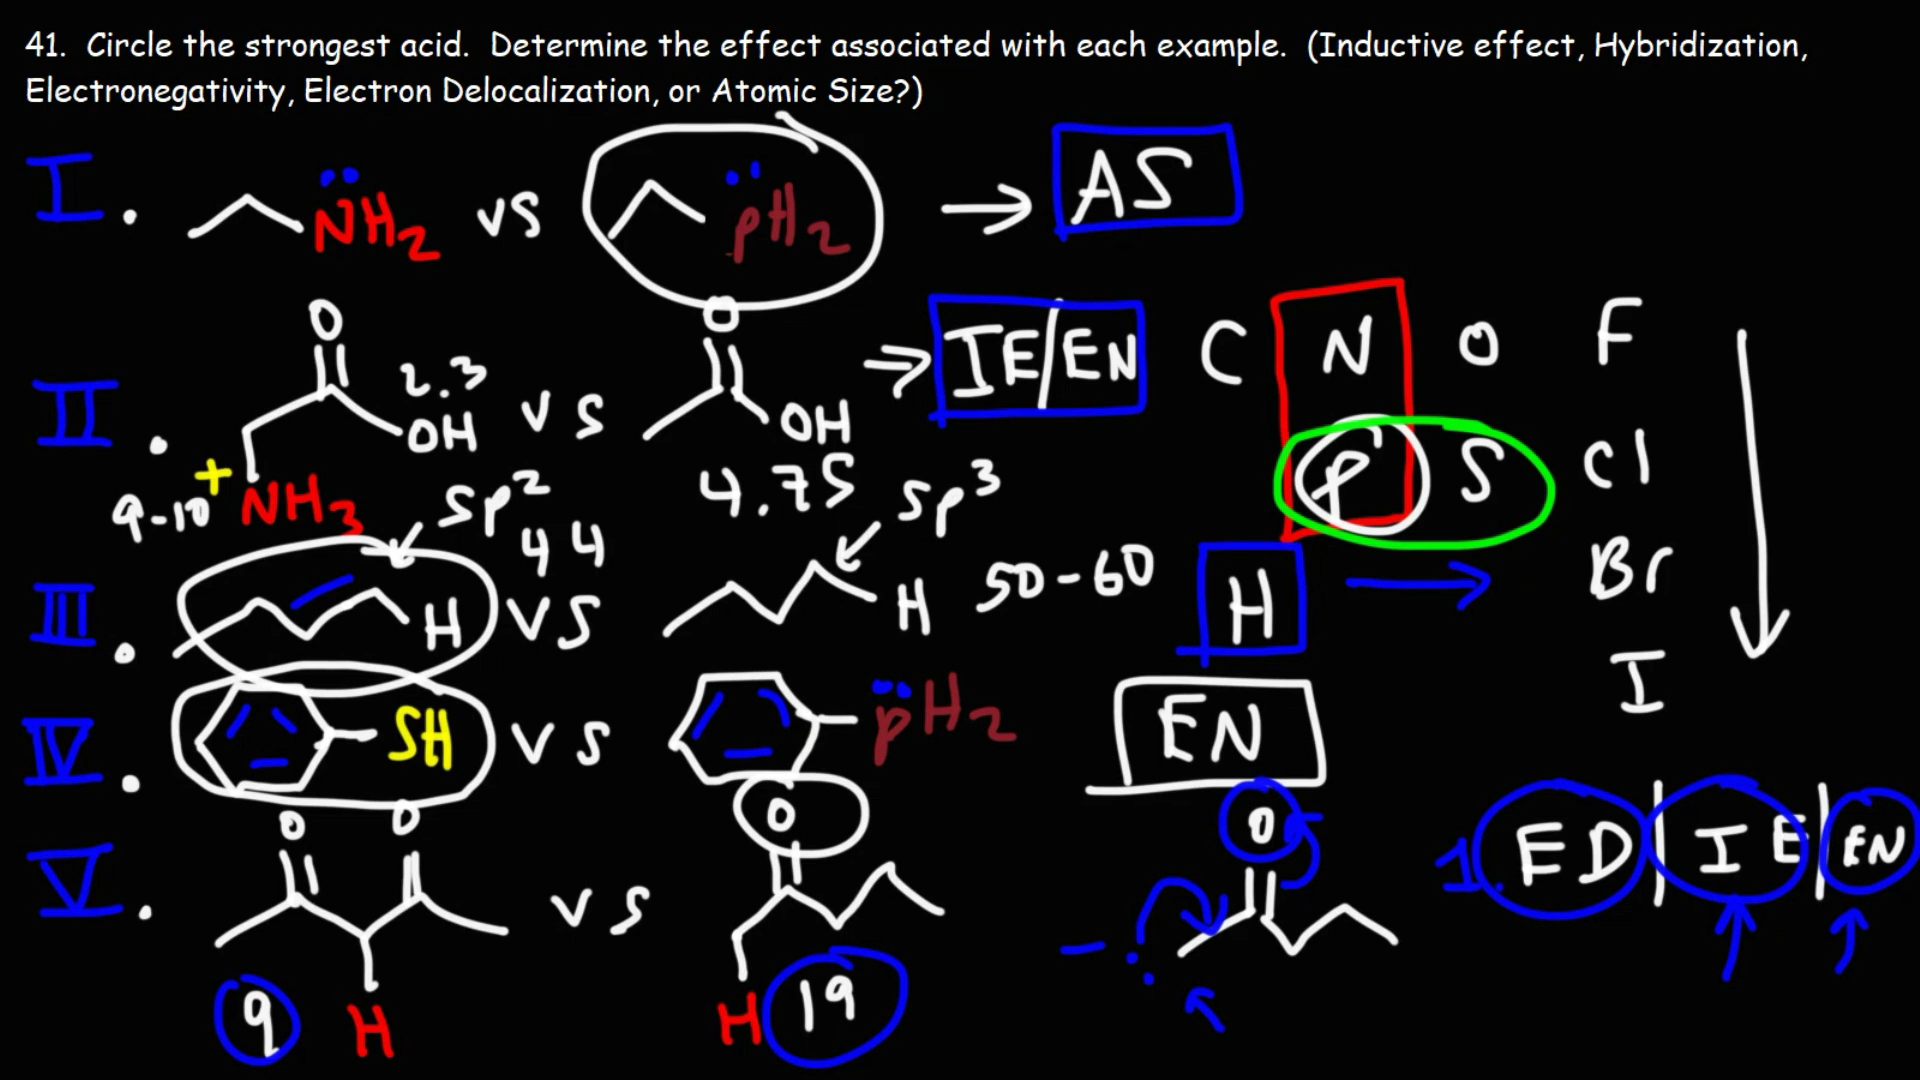 41. Circle the strongest acid. Determine the effect associated with each example. (Inductive effect, Hybridization,
Electronegativity, Electron Delocalization, or Atomic Size?)
I. NH2 vs pH2 → AS
O O
II. OH 2.3 vs OH 4.75 → IE/EN C N O F
9-10 +NH3 P S Cl
sp2 44 sp3
III. H vs H 50-60 H Br
I
IV. SH vs pH2 EN
O O O O
V. vs 1. ED | IE | EN
9 H H 19